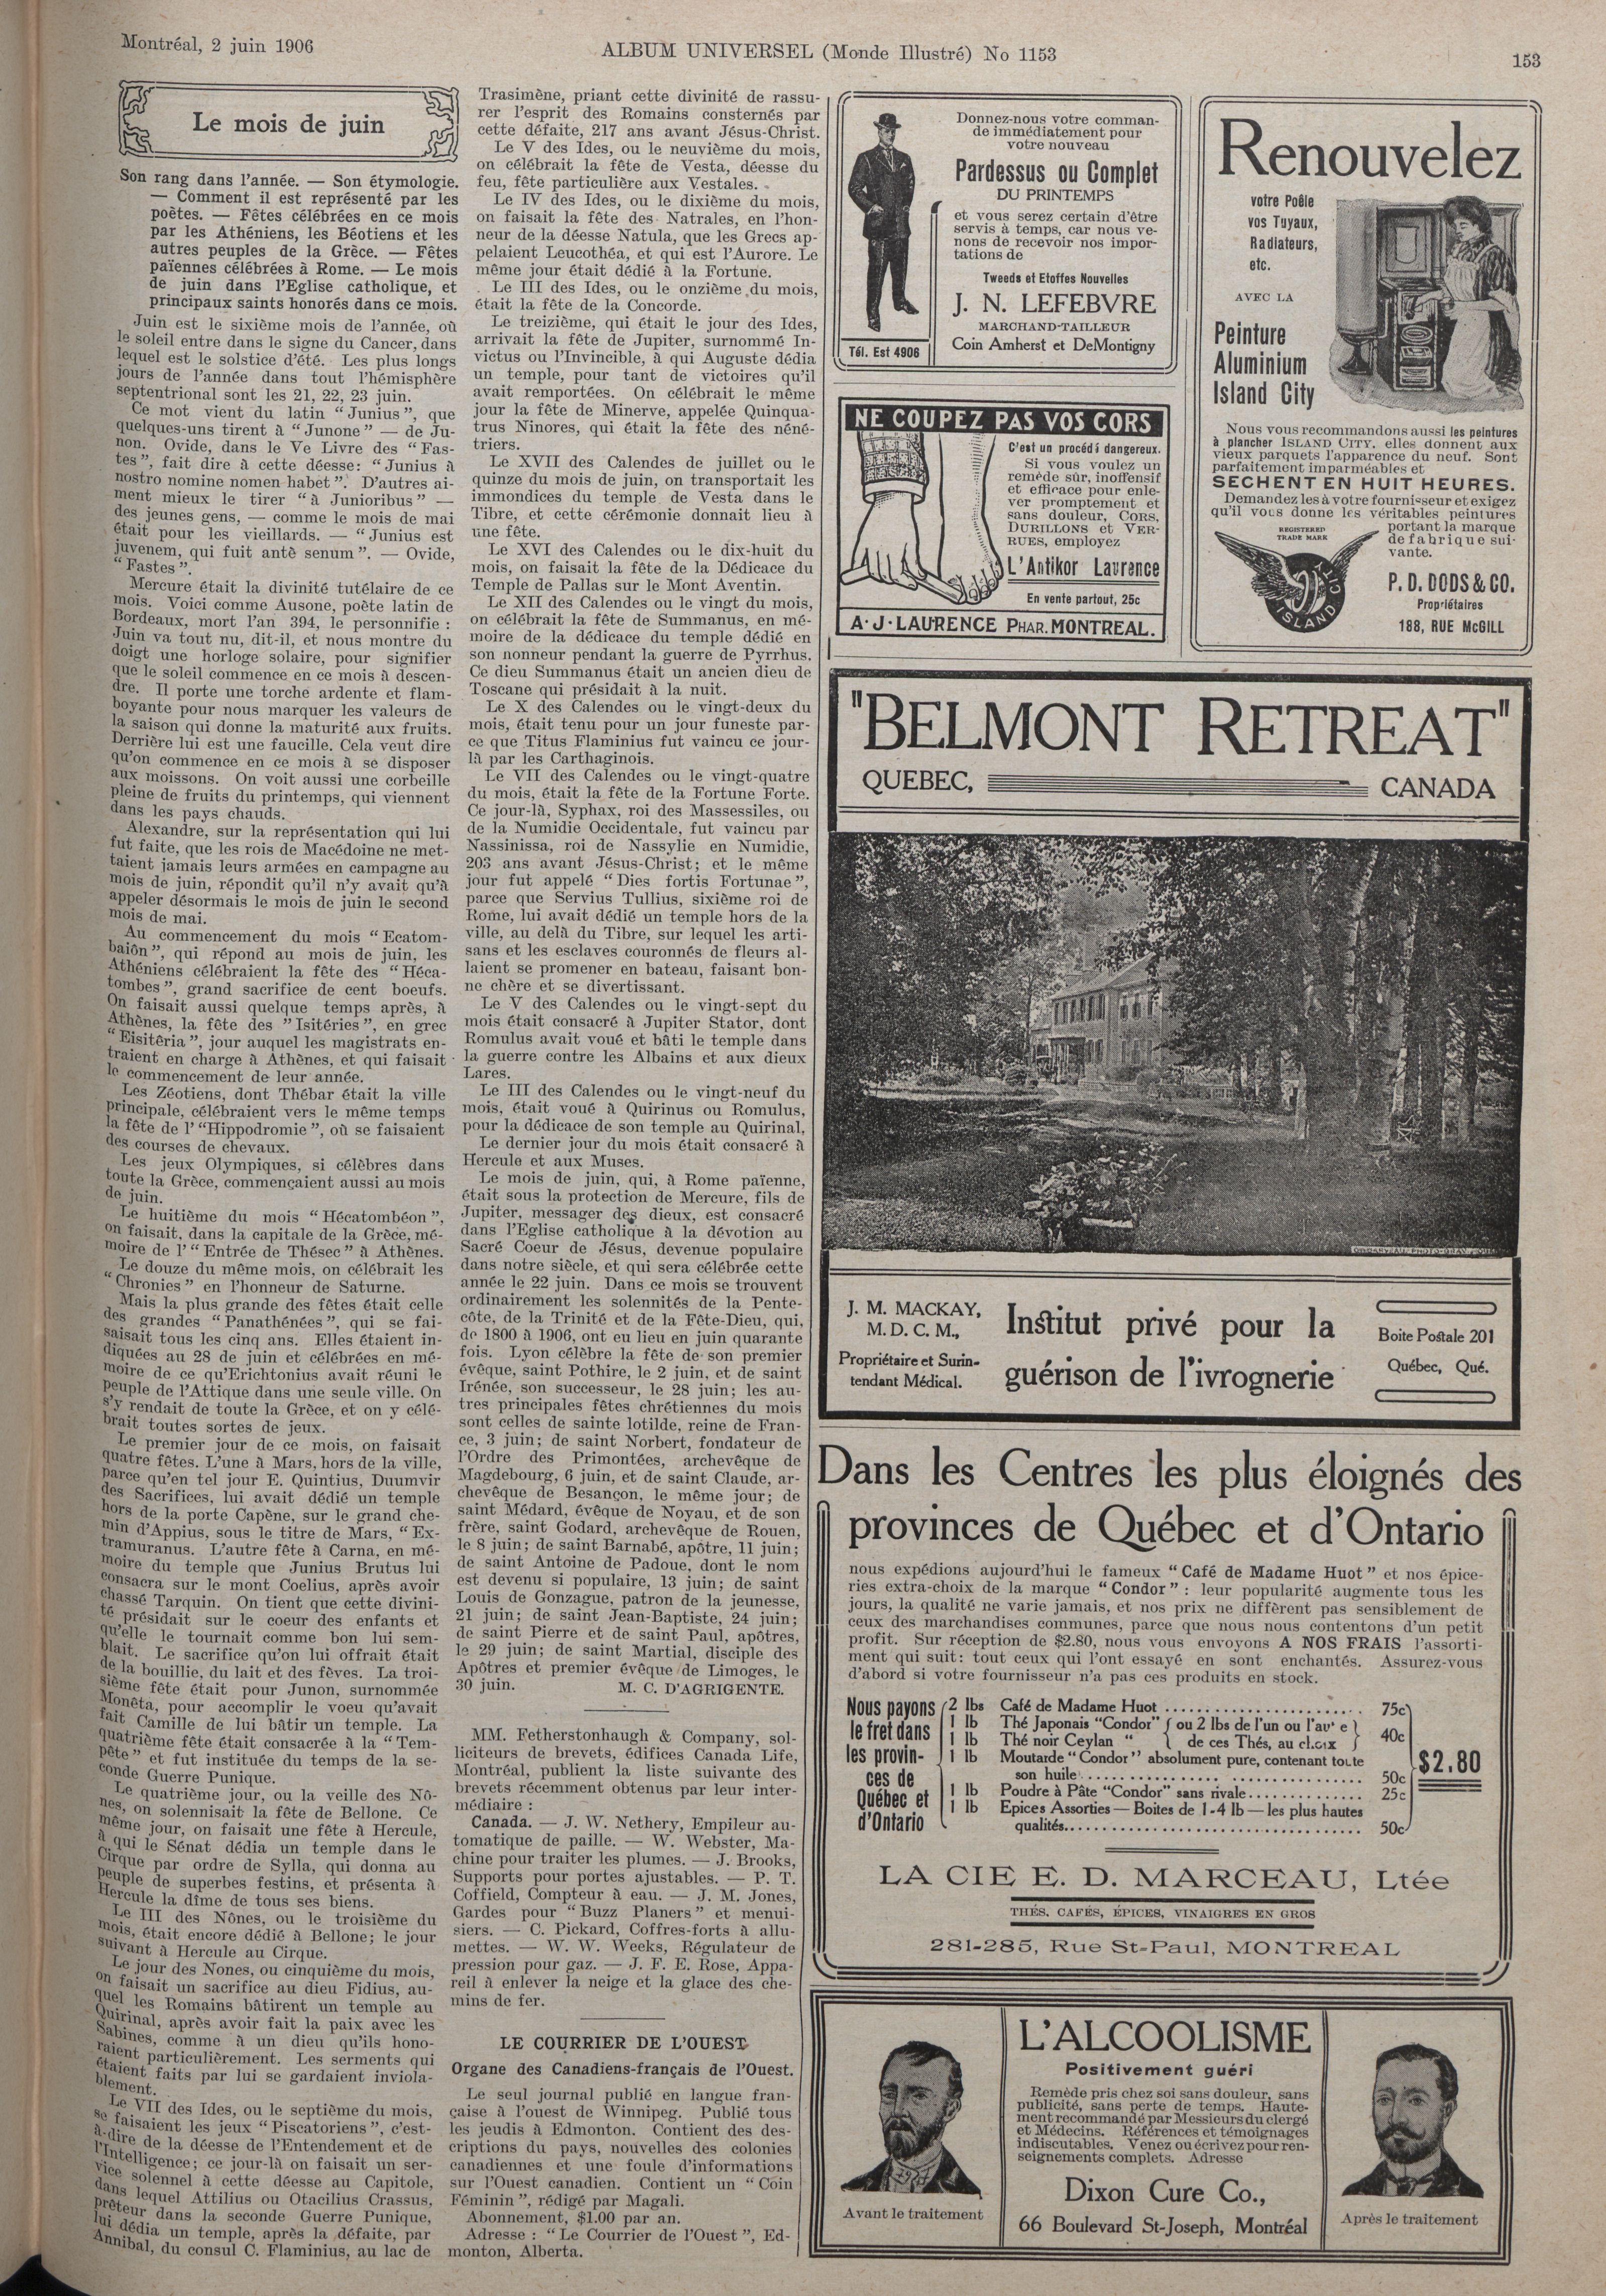 Montréal, 2 juin 1906
ALBUM UNIVERSEL (Monde Illustré) No 1153
153
Le mois de juin
Son rang dans l'année. — Son étymologie.
— Comment il est représenté par les
poètes. — Fêtes célébrées en ce mois
par les Athéniens, les Béotiens et les
autres peuples de la Grèce. — Fêtes
païennes célébrées à Rome. — Le mois
de juin dans l'Eglise catholique, et
principaux saints honorés dans ce mois.
Juin est le sixième mois de l'année, où
le soleil entre dans le signe du Cancer, dans
lequel est le solstice d'été. Les plus longs
jours de l'année dans tout l'hémisphère
septentrional sont les 21, 22, 23 juin.
Ce mot vient du latin “Junius”, que
quelques-uns tirent à “Junone” — de Ju-
non. Ovide, dans le Ve Livre des “Fas-
tes”, fait dire à cette déesse: “Junius à
nostro nomine nomen habet”. D'autres ai-
ment mieux le tirer “à Junioribus” —
des jeunes gens, — comme le mois de mai
était pour les vieillards. — “Junius est
juvenem, qui fuit antè senum”. — Ovide,
“Fastes”.
Mercure était la divinité tutélaire de ce
mois. Voici comme Ausone, poète latin de
Bordeaux, mort l'an 394, le personnifie :
Juin va tout nu, dit-il, et nous montre du
doigt une horloge solaire, pour signifier
que le soleil commence en ce mois à descen-
dre. Il porte une torche ardente et flam-
boyante pour nous marquer les valeurs de
la saison qui donne la maturité aux fruits.
Derrière lui est une faucille. Cela veut dire
qu'on commence en ce mois à se disposer
aux moissons. On voit aussi une corbeille
pleine de fruits du printemps, qui viennent
dans les pays chauds.
Alexandre, sur la représentation qui lui
fut faite, que les rois de Macédoine ne met-
taient jamais leurs armées en campagne au
mois de juin, répondit qu'il n'y avait qu'à
appeler désormais le mois de juin le second
mois de mai.
Au commencement du mois “Ecatom-
baiôn”, qui répond au mois de juin, les
Athéniens célébraient la fête des “Héca-
tombes”, grand sacrifice de cent boeufs.
On faisait aussi quelque temps après, à
Athènes, la fête des “Isitéries”, en grec
“Eisitêria”, jour auquel les magistrats en-
traient en charge à Athènes, et qui faisait
le commencement de leur année.
Les Zéotiens, dont Thébar était la ville
principale, célébraient vers le même temps
la fête de l'“Hippodromie”, où se faisaient
des courses de chevaux.
Les jeux Olympiques, si célèbres dans
toute la Grèce, commençaient aussi au mois
de juin.
Le huitième du mois “Hécatombéon”,
on faisait, dans la capitale de la Grèce, mé-
moire de l'“Entrée de Thésec” à Athènes.
Le douze du même mois, on célébrait les
“Chronies” en l'honneur de Saturne.
Mais la plus grande des fêtes était celle
des grandes “Panathénées”, qui se fai-
saisait tous les cinq ans. Elles étaient in-
diquées au 28 de juin et célébrées en mé-
moire de ce qu'Erichtonius avait réuni le
peuple de l'Attique dans une seule ville. On
s'y rendait de toute la Grèce, et on y célé-
brait toutes sortes de jeux.
Le premier jour de ce mois, on faisait
quatre fêtes. L'une à Mars, hors de la ville,
parce qu'en tel jour E. Quintius, Duumvir
des Sacrifices, lui avait dédié un temple
hors de la porte Capène, sur le grand che-
min d'Appius, sous le titre de Mars, “Ex-
tramuranus. L'autre fête à Carna, en mé-
moire du temple que Junius Brutus lui
consacra sur le mont Coelius, après avoir
chassé Tarquin. On tient que cette divini-
té présidait sur le coeur des enfants et
qu'elle le tournait comme bon lui sem-
blait. Le sacrifice qu'on lui offrait était
de la bouillie, du lait et des fèves. La troi-
sième fête était pour Junon, surnommée
Monêta, pour accomplir le voeu qu'avait
fait Camille de lui bâtir un temple. La
quatrième fête était consacrée à la “Tem-
pête” et fut instituée du temps de la se-
conde Guerre Punique.
Le quatrième jour, ou la veille des Nô-
nes, on solennisait la fête de Bellone. Ce
même jour, on faisait une fête à Hercule,
à qui le Sénat dédia un temple dans le
Cirque par ordre de Sylla, qui donna au
peuple de superbes festins, et présenta à
Hercule la dîme de tous ses biens.
Le III des Nônes, ou le troisième du
mois, était encore dédié à Bellone; le jour
suivant à Hercule au Cirque.
Le jour des Nones, ou cinquième du mois,
on faisait un sacrifice au dieu Fidius, au-
quel les Romains bâtirent un temple au
Quirinal, après avoir fait la paix avec les
Sabines, comme à un dieu qu'ils hono-
raient particulièrement. Les serments qui
étaient faits par lui se gardaient inviola-
blement.
Le VII des Ides, ou le septième du mois,
se faisaient les jeux “Piscatoriens”, c'est-
à-dire de la déesse de l'Entendement et de
l'Intelligence; ce jour-là on faisait un ser-
vice solennel à cette déesse au Capitole,
dans lequel Attilius ou Otacilius Crassus,
prêteur dans la seconde Guerre Punique,
lui dédia un temple, après la défaite, par
Annibal, du consul C. Flaminius, au lac de
Trasimène, priant cette divinité de rassu-
rer l'esprit des Romains consternés par
cette défaite, 217 ans avant Jésus-Christ.
Le V des Ides, ou le neuvième du mois,
on célébrait la fête de Vesta, déesse du
feu, fête particulière aux Vestales.
Le IV des Ides, ou le dixième du mois,
on faisait la fête des Natrales, en l'hon-
neur de la déesse Natula, que les Grecs ap-
pelaient Leucothéa, et qui est l'Aurore. Le
même jour était dédié à la Fortune.
Le III des Ides, ou le onzième du mois,
était la fête de la Concorde.
Le treizième, qui était le jour des Ides,
arrivait la fête de Jupiter, surnommé In-
victus ou l'Invincible, à qui Auguste dédia
un temple, pour tant de victoires qu'il
avait remportées. On célébrait le même
jour la fête de Minerve, appelée Quinqua-
trus Ninores, qui était la fête des néné-
triers.
Le XVII des Calendes de juillet ou le
quinze du mois de juin, on transportait les
immondices du temple de Vesta dans le
Tibre, et cette cérémonie donnait lieu à
une fête.
Le XVI des Calendes ou le dix-huit du
mois, on faisait la fête de la Dédicace du
Temple de Pallas sur le Mont Aventin.
Le XII des Calendes ou le vingt du mois,
on célébrait la fête de Summanus, en mé-
moire de la dédicace du temple dédié en
son nonneur pendant la guerre de Pyrrhus.
Ce dieu Summanus était un ancien dieu de
Toscane qui présidait à la nuit.
Le X des Calendes ou le vingt-deux du
mois, était tenu pour un jour funeste par-
ce que Titus Flaminius fut vaincu ce jour-
là par les Carthaginois.
Le VII des Calendes ou le vingt-quatre
du mois, était la fête de la Fortune Forte.
Ce jour-là, Syphax, roi des Massessiles, ou
de la Numidie Occidentale, fut vaincu par
Nassinissa, roi de Nassylie en Numidie,
203 ans avant Jésus-Christ; et le même
jour fut appelé “Dies fortis Fortunae”,
parce que Servius Tullius, sixième roi de
Rome, lui avait dédié un temple hors de la
ville, au delà du Tibre, sur lequel les arti-
sans et les esclaves couronnés de fleurs al-
laient se promener en bateau, faisant bon-
ne chère et se divertissant.
Le V des Calendes ou le vingt-sept du
mois était consacré à Jupiter Stator, dont
Romulus avait voué et bâti le temple dans
la guerre contre les Albains et aux dieux
Lares.
Le III des Calendes ou le vingt-neuf du
mois, était voué à Quirinus ou Romulus,
pour la dédicace de son temple au Quirinal,
Le dernier jour du mois était consacré à
Hercule et aux Muses.
Le mois de juin, qui, à Rome païenne,
était sous la protection de Mercure, fils de
Jupiter, messager des dieux, est consacré
dans l'Eglise catholique à la dévotion au
Sacré Coeur de Jésus, devenue populaire
dans notre siècle, et qui sera célébrée cette
année le 22 juin. Dans ce mois se trouvent
ordinairement les solennités de la Pente-
côte, de la Trinité et de la Fête-Dieu, qui,
de 1800 à 1906, ont eu lieu en juin quarante
fois. Lyon célèbre la fête de son premier
évêque, saint Pothire, le 2 juin, et de saint
Irénée, son successeur, le 28 juin; les au-
tres principales fêtes chrétiennes du mois
sont celles de sainte lotilde, reine de Fran-
ce, 3 juin; de saint Norbert, fondateur de
l'Ordre des Primontées, archevêque de
Magdebourg, 6 juin, et de saint Claude, ar-
chevêque de Besançon, le même jour; de
saint Médard, évêque de Noyau, et de son
frère, saint Godard, archevêque de Rouen,
le 8 juin; de saint Barnabé, apôtre, 11 juin;
de saint Antoine de Padoue, dont le nom
est devenu si populaire, 13 juin; de saint
Louis de Gonzague, patron de la jeunesse,
21 juin; de saint Jean-Baptiste, 24 juin;
de saint Pierre et de saint Paul, apôtres,
le 29 juin; de saint Martial, disciple des
Apôtres et premier évêque de Limoges, le
30 juin. M. C. D'AGRIGENTE.
MM. Fetherstonhaugh & Company, sol-
liciteurs de brevets, édifices Canada Life,
Montréal, publient la liste suivante des
brevets récemment obtenus par leur inter-
médiaire :
Canada. — J. W. Nethery, Empileur au-
tomatique de paille. — W. Webster, Ma-
chine pour traiter les plumes. — J. Brooks,
Supports pour portes ajustables. — P. T.
Coffield, Compteur à eau. — J. M. Jones,
Gardes pour “Buzz Planers” et menui-
siers. — C. Pickard, Coffres-forts à allu-
mettes. — W. W. Weeks, Régulateur de
pression pour gaz. — J. F. E. Rose, Appa-
reil à enlever la neige et la glace des che-
mins de fer.
LE COURRIER DE L'OUEST
Organe des Canadiens-français de l'Ouest.
Le seul journal publié en langue fran-
çaise à l'ouest de Winnipeg. Publié tous
les jeudis à Edmonton. Contient des des-
criptions du pays, nouvelles des colonies
canadiennes et une foule d'informations
sur l'Ouest canadien. Contient un “Coin
Féminin”, rédigé par Magali.
Abonnement, $1.00 par an.
Adresse : “Le Courrier de l'Ouest”, Ed-
monton, Alberta.
Donnez-nous votre comman-
de immédiatement pour
votre nouveau
Pardessus ou Complet
DU PRINTEMPS
et vous serez certain d'être
servis à temps, car nous ve-
nons de recevoir nos impor-
tations de
Tweeds et Etoffes Nouvelles
J. N. LEFEBVRE
MARCHAND-TAILLEUR
Coin Amherst et DeMontigny
Tél. Est 4906
NE COUPEZ PAS VOS CORS
C'est un procédé dangereux.
Si vous voulez un
remède sûr, inoffensif
et efficace pour enle-
ver promptement et
sans douleur, CORS,
DURILLONS et VER-
RUES, employez
L'Antikor Laurence
En vente partout, 25c
A. J. LAURENCE PHAR. MONTREAL.
Renouvelez
votre Poêle
vos Tuyaux,
Radiateurs,
etc.
AVEC LA
Peinture
Aluminium
Island City
Nous vous recommandons aussi les peintures
à plancher ISLAND CITY, elles donnent aux
vieux parquets l'apparence du neuf. Sont
parfaitement imparméables et
SECHENT EN HUIT HEURES.
Demandez les à votre fournisseur et exigez
qu'il vous donne les véritables peintures
portant la marque
de fabrique sui-
vante.
REGISTERED
TRADE MARK
ISLAND CITY
P. D. DODS & CO.
Propriétaires
188, RUE McGILL
"BELMONT RETREAT"
QUEBEC, CANADA
J. M. MACKAY,
M. D. C. M.,
Propriétaire et Surin-
tendant Médical.
Institut privé pour la
guérison de l'ivrognerie
Boite Postale 201
Québec, Qué.
Dans les Centres les plus éloignés des
provinces de Québec et d'Ontario
nous expédions aujourd'hui le fameux “Café de Madame Huot” et nos épice-
ries extra-choix de la marque “Condor” : leur popularité augmente tous les
jours, la qualité ne varie jamais, et nos prix ne diffèrent pas sensiblement de
ceux des marchandises communes, parce que nous nous contentons d'un petit
profit. Sur réception de $2.80, nous vous envoyons A NOS FRAIS l'assorti-
ment qui suit: tout ceux qui l'ont essayé en sont enchantés. Assurez-vous
d'abord si votre fournisseur n'a pas ces produits en stock.
Nous payons
le fret dans
les provin-
ces de
Québec et
d'Ontario
2 lbs Café de Madame Huot 75c
1 lb Thé Japonais “Condor” { ou 2 lbs de l'un ou l'autre }
1 lb Thé noir Ceylan “ { de ces Thés, au choix } 40c
1 lb Moutarde “Condor” absolument pure, contenant toute
son huile 50c
1 lb Poudre à Pâte “Condor” sans rivale 25c
1 lb Epices Assorties — Boites de 1-4 lb — les plus hautes
qualités 50c
$2.80
LA CIE E. D. MARCEAU, Ltée
THÉS, CAFÉS, ÉPICES, VINAIGRES EN GROS
281-285, Rue St-Paul, MONTREAL
Avant le traitement
L'ALCOOLISME
Positivement guéri
Remède pris chez soi sans douleur, sans
publicité, sans perte de temps. Haute-
ment recommandé par Messieurs du clergé
et Médecins. Références et témoignages
indiscutables. Venez ou écrivez pour ren-
seignements complets. Adresse
Dixon Cure Co.,
66 Boulevard St-Joseph, Montréal
Après le traitement